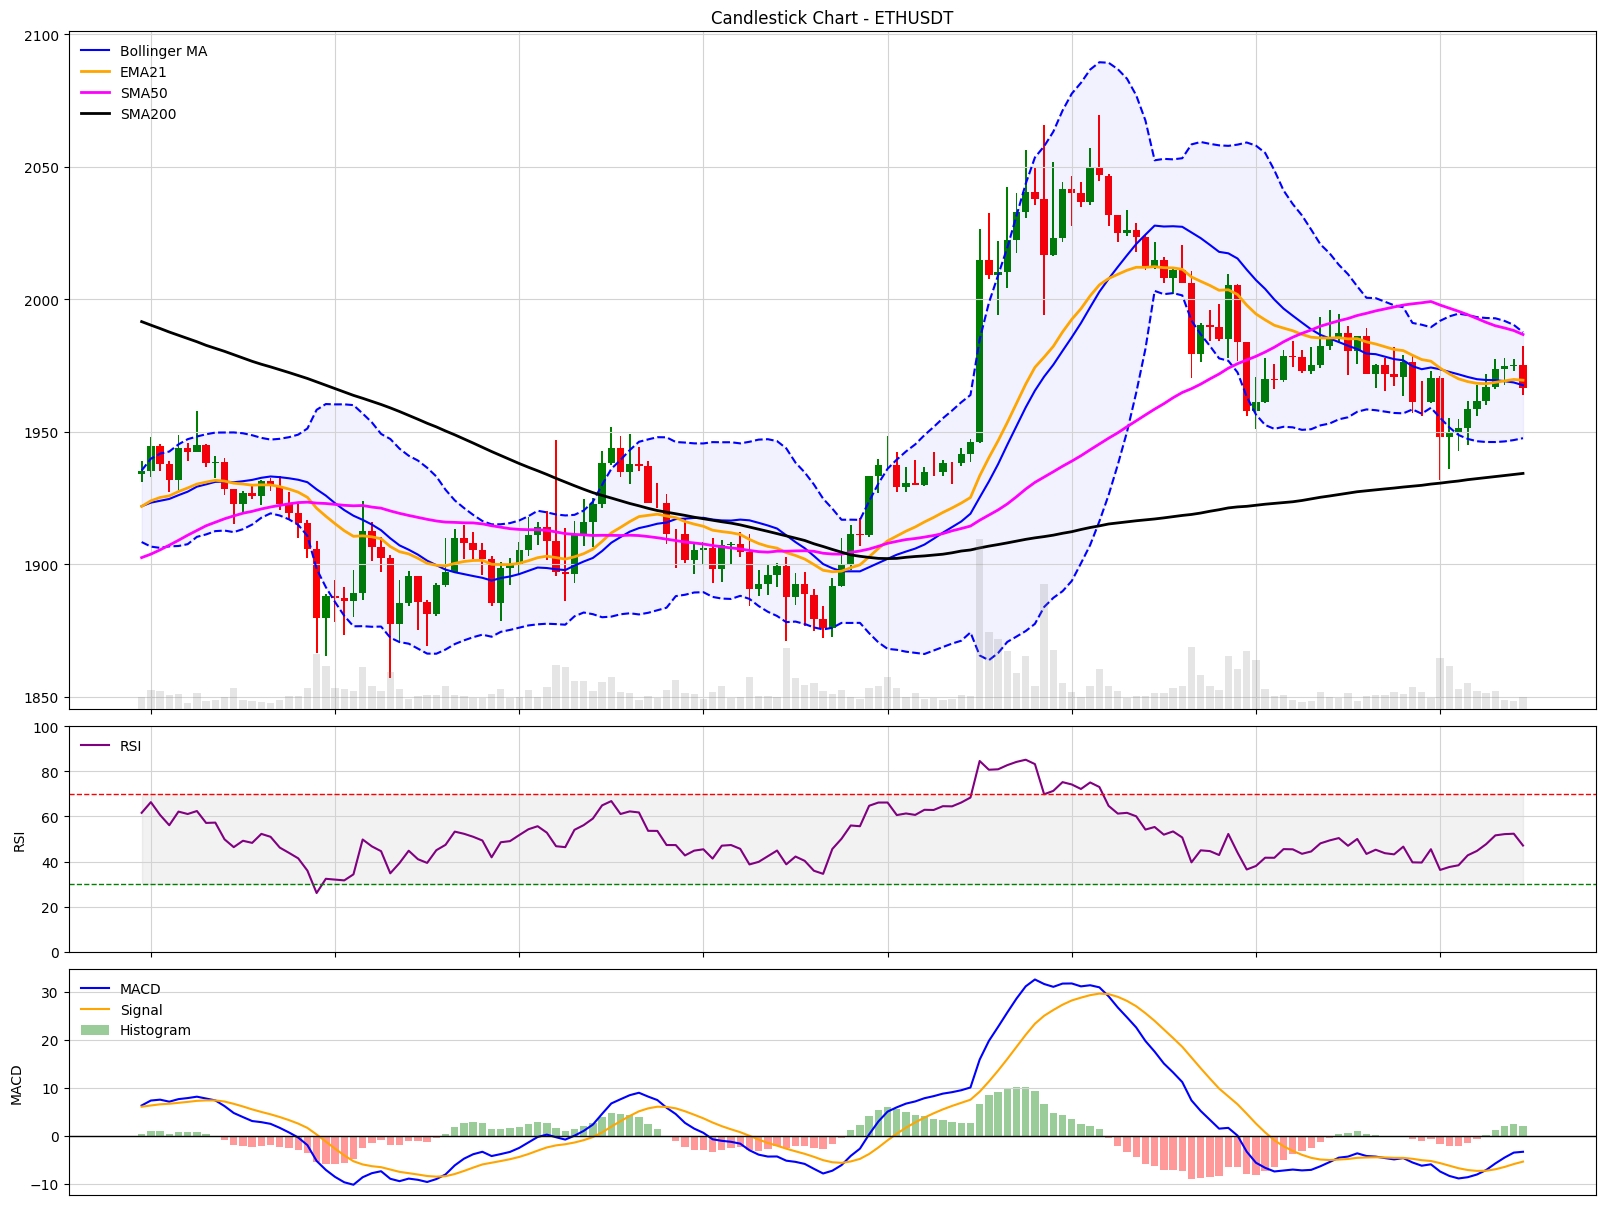 Candlestick Chart - ETHUSDT
2100
2050
2000
1950
1900
1850
Bollinger MA
EMA21
SMA50
SMA200
RSI
100
80
60
40
20
0
RSI
MACD
30
20
10
0
−10
MACD
Signal
Histogram